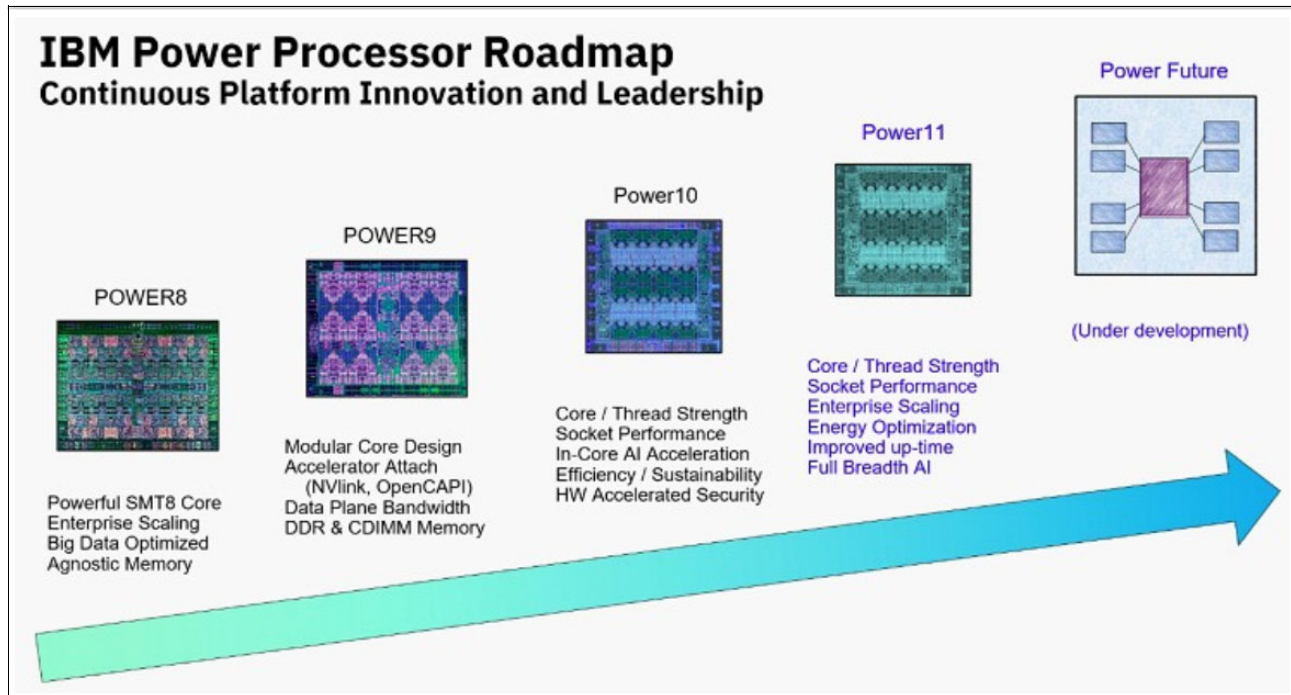 IBM Power Processor Roadmap
Continuous Platform Innovation and Leadership
POWER8
Powerful SMT8 Core
Enterprise Scaling
Big Data Optimized
Agnostic Memory
POWER9
Modular Core Design
Accelerator Attach
(NVlink, OpenCAPI)
Data Plane Bandwidth
DDR & CDIMM Memory
Power10
Core / Thread Strength
Socket Performance
In-Core AI Acceleration
Efficiency / Sustainability
HW Accelerated Security
Power11
Core / Thread Strength
Socket Performance
Enterprise Scaling
Energy Optimization
Improved up-time
Full Breadth AI
Power Future
(Under development)